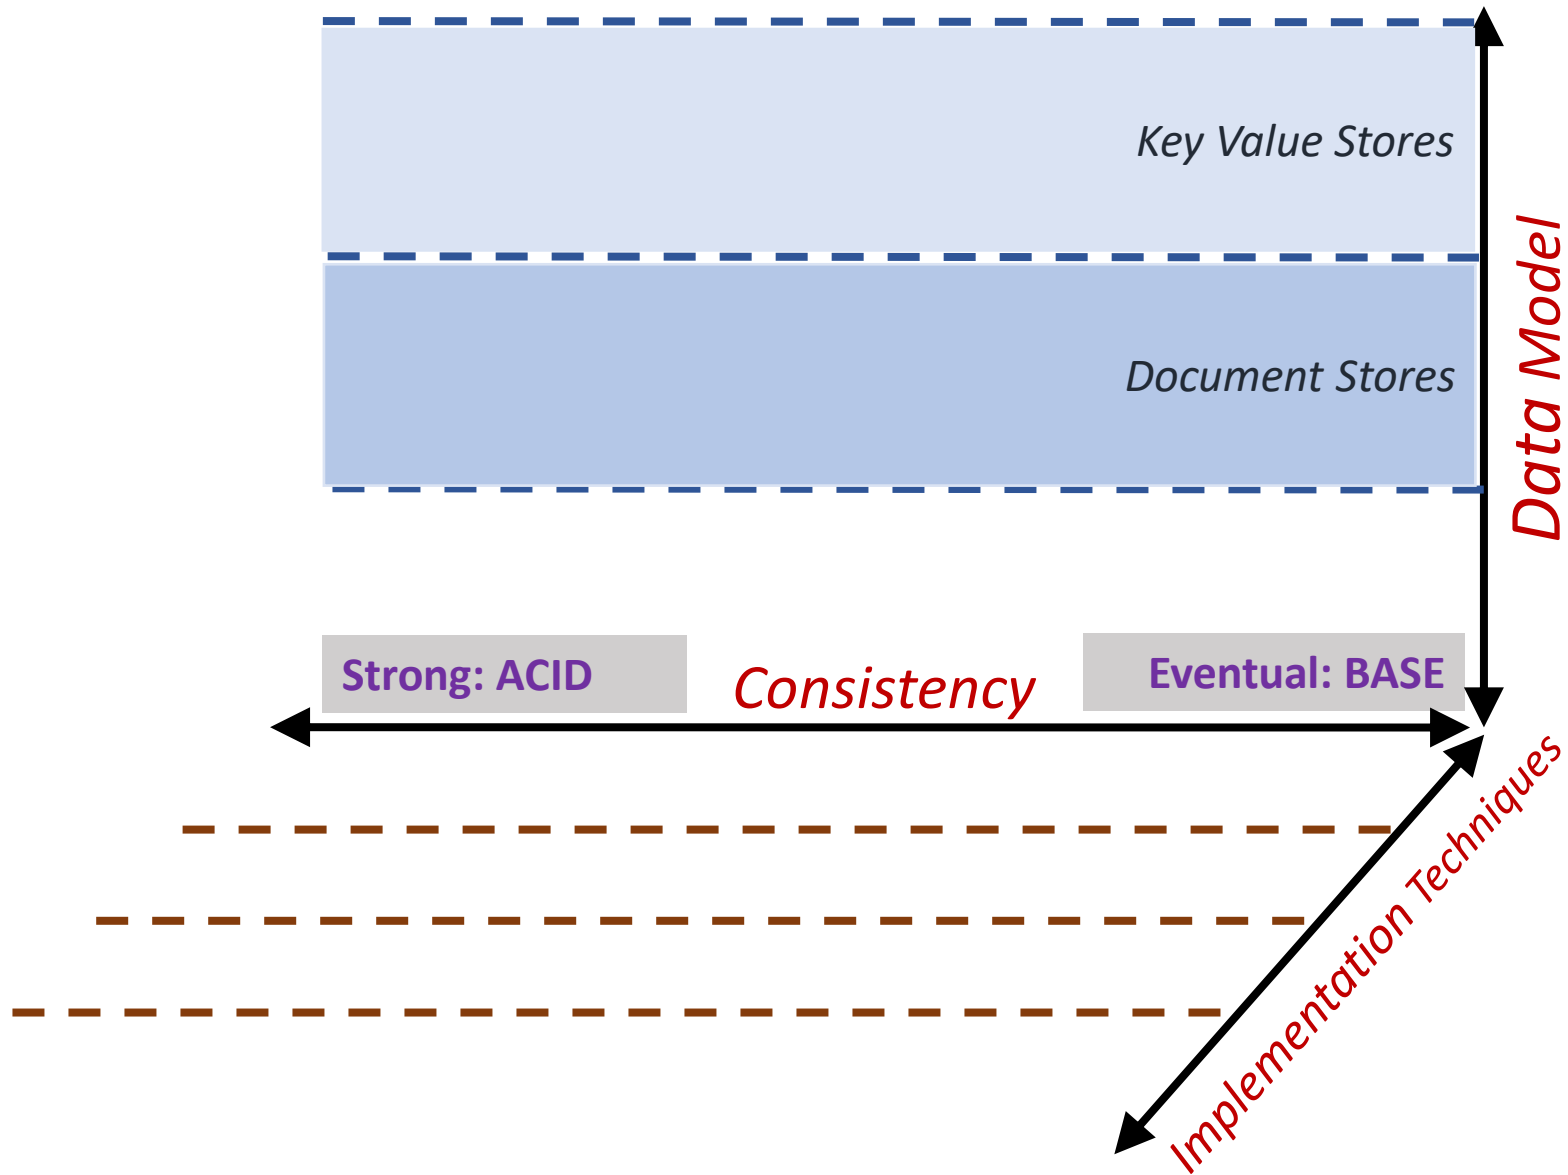 Key Value Stores
Document Stores
Data Model
Strong: ACID
Consistency
Eventual: BASE
Implementation Techniques